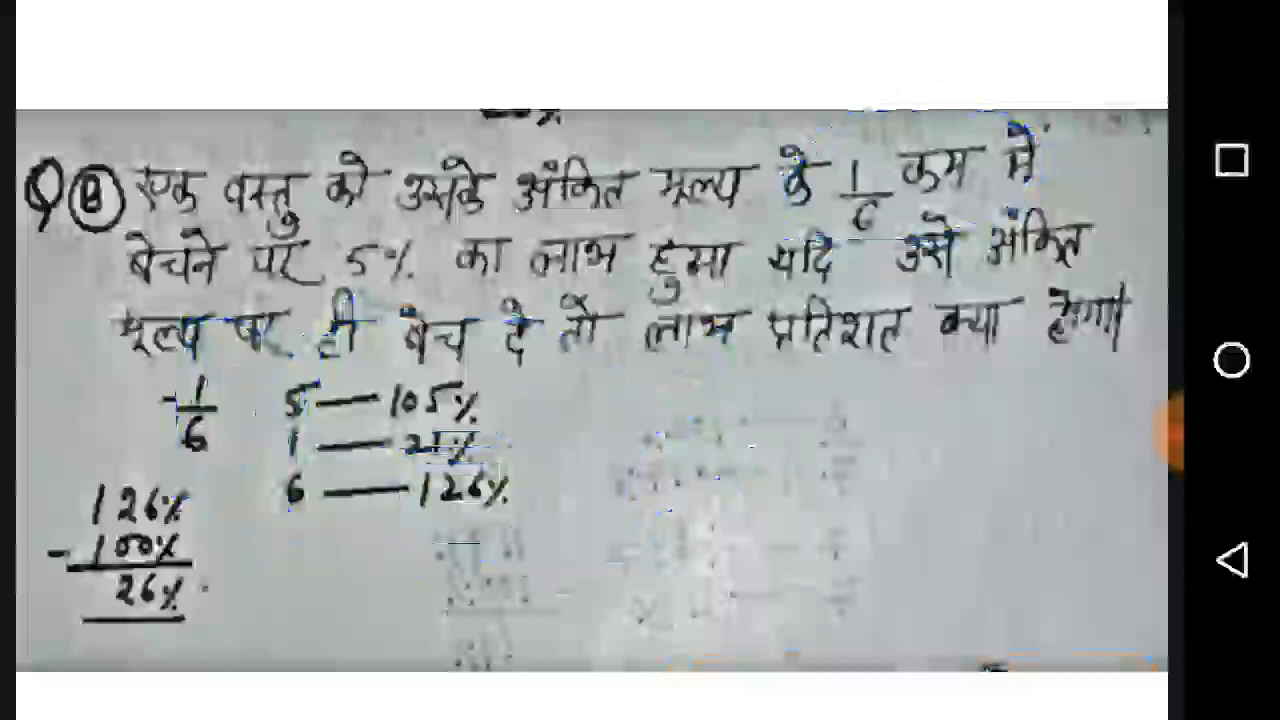 Q (B) एक वस्तु को उसके अंकित मूल्य के 1/6 कम में
बेचने पर 5% का लाभ हुआ यदि उसे अंकित
मूल्य पर ही बेच दे तो लाभ प्रतिशत क्या होगा।
-1/6
5 — 105%
1 — 21%
6 — 126%
126%
- 100%
26%